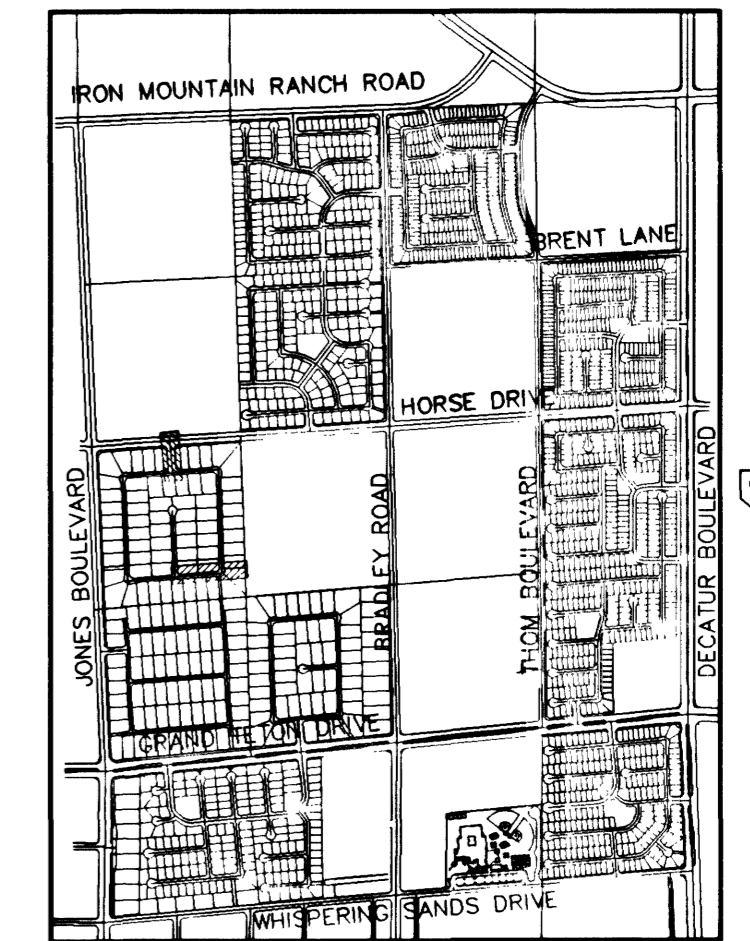 IRON MOUNTAIN RANCH ROAD
BRENT LANE
HORSE DRIVE
JONES BOULEVARD
BRADLEY ROAD
THOM BOULEVARD
DECATUR BOULEVARD
GRAND TETON DRIVE
WHISPERING SANDS DRIVE